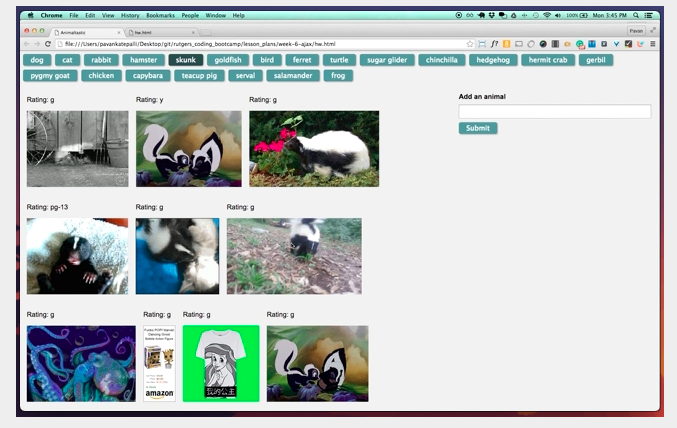 Chrome File Edit View History Bookmarks People Window Help
100% Mon 3:45 PM
Animaltastic
hw.html
Pavan
file:///Users/pavankatepalli/Desktop/git/rutgers_coding_bootcamp/lesson_plans/week-6-ajax/hw.html
dog cat rabbit hamster skunk goldfish bird ferret turtle sugar glider chinchilla hedgehog hermit crab gerbil
pygmy goat chicken capybara teacup pig serval salamander frog
Add an animal
Submit
Rating: g Rating: y Rating: g
Rating: pg-13 Rating: g Rating: g
Rating: g Rating: g Rating: g Rating: g
Funko POP! Marvel
Dancing Groot
Bobble Action Figure
amazon
我的公主